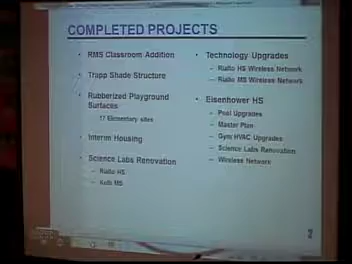 COMPLETED PROJECTS
• RMS Classroom Addition
• Trapp Shade Structure
• Rubberized Playground
Surfaces
17 Elementary sites
• Interim Housing
• Science Labs Renovation
– Rialto HS
– Kolb MS
• Technology Upgrades
– Rialto HS Wireless Network
– Rialto MS Wireless Network
• Eisenhower HS
– Pool Upgrades
– Master Plan
– Gym HVAC Upgrades
– Science Labs Renovation
– Wireless Network